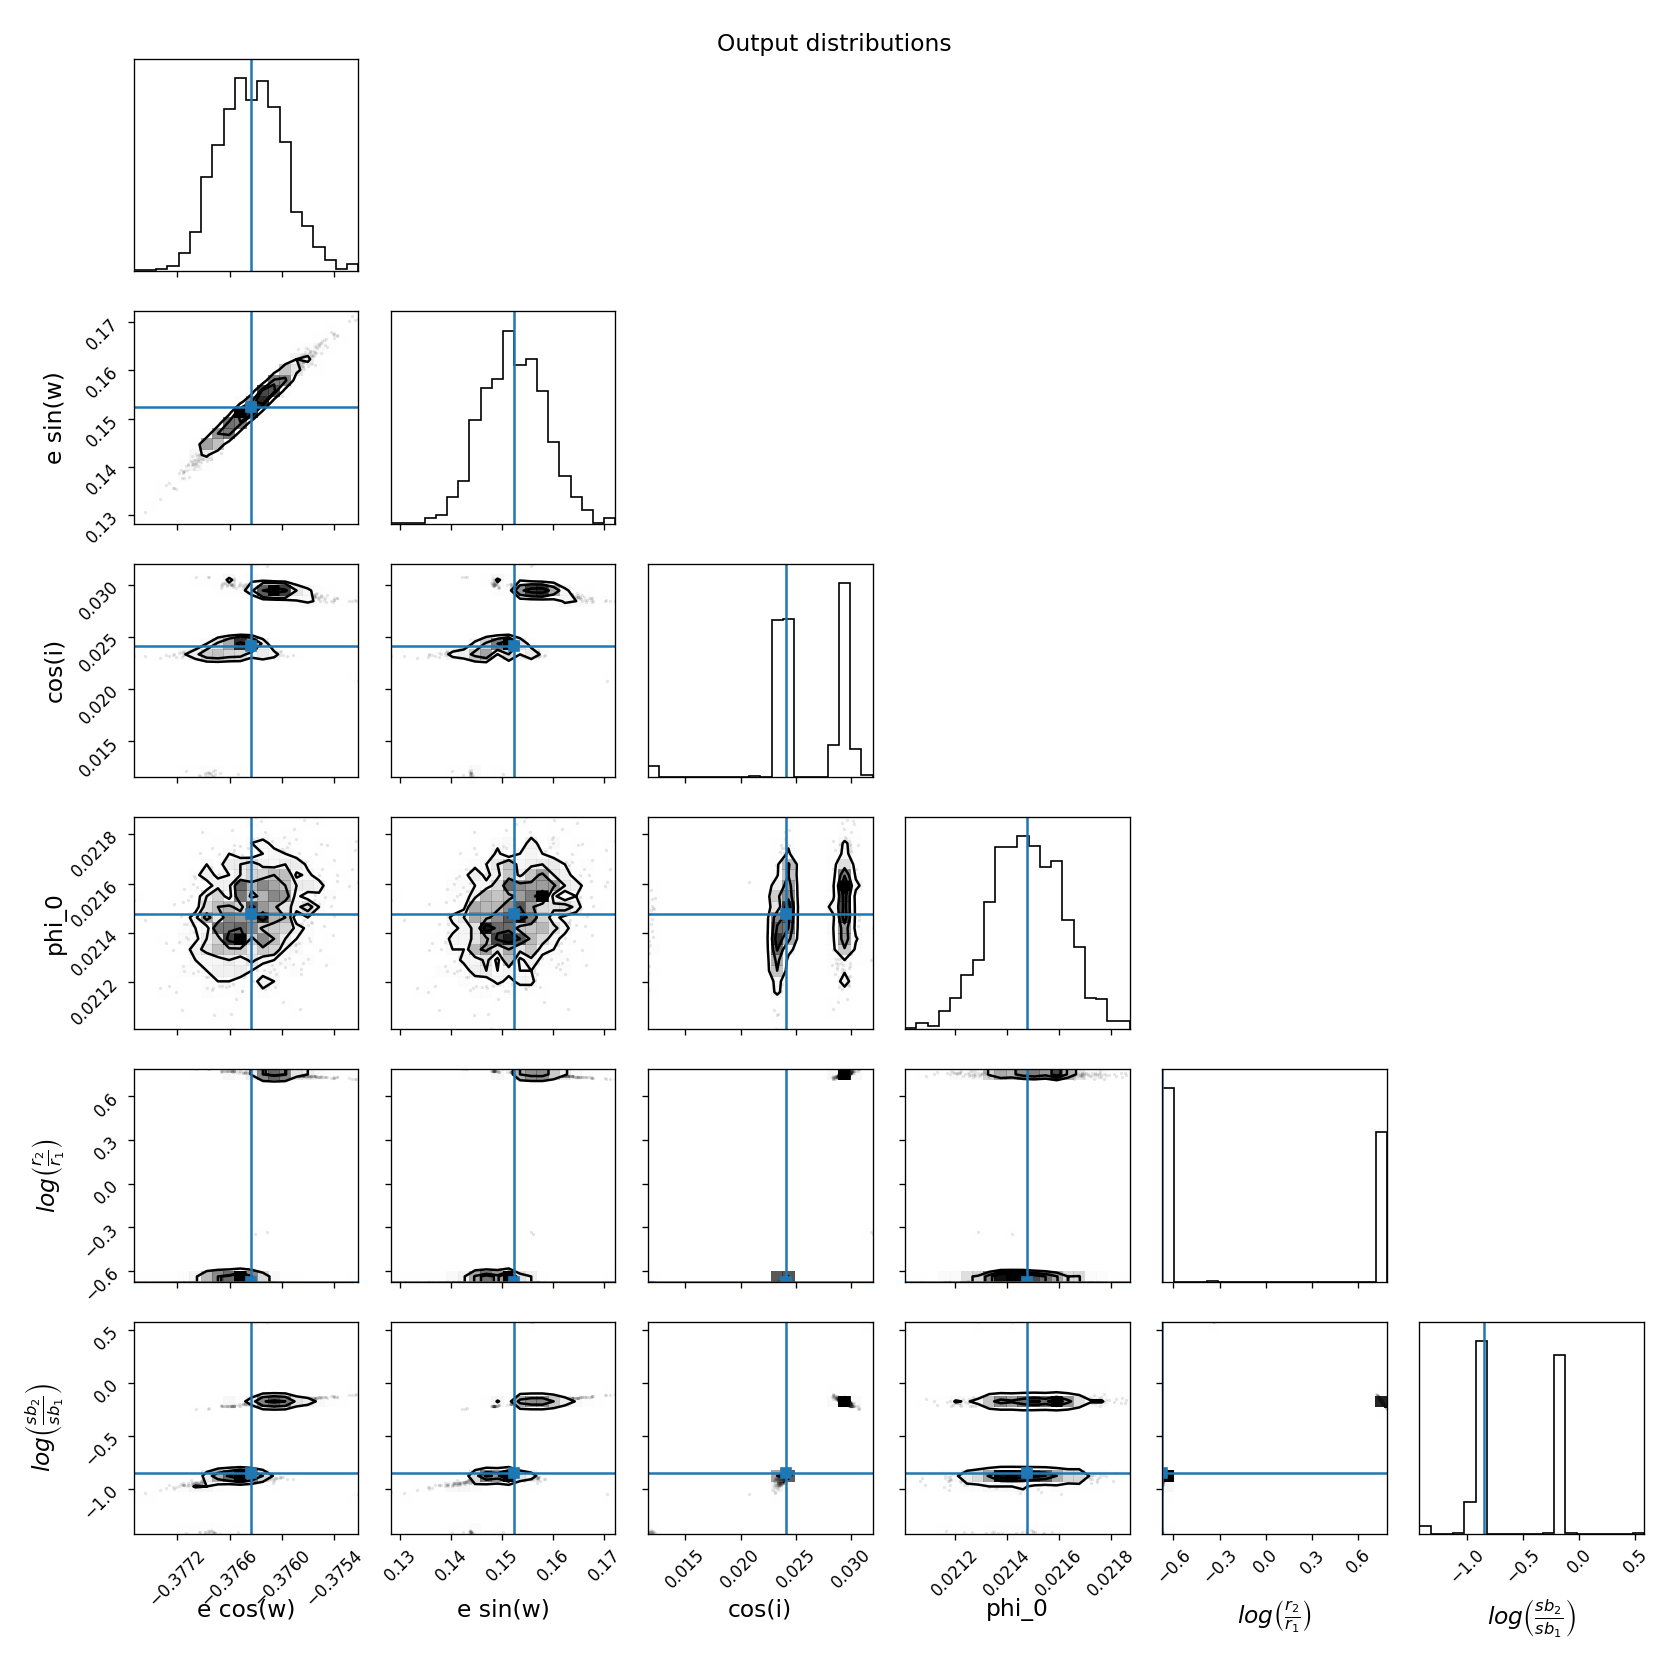 Output distributions
e sin(w)
0.17
0.16
0.15
0.14
0.13
cos(i)
0.030
0.025
0.020
0.015
phi_0
0.0218
0.0216
0.0214
0.0212
log(r₂/r₁)
0.6
0.3
0.0
−0.3
−0.6
log(sb₂/sb₁)
0.5
0.0
−0.5
−1.0
−0.3772 −0.3766 −0.3760 −0.3754
0.13 0.14 0.15 0.16 0.17
0.015 0.020 0.025 0.030
0.0212 0.0214 0.0216 0.0218
−0.6 −0.3 0.0 0.3 0.6
−1.0 −0.5 0.0 0.5
e cos(w) e sin(w) cos(i) phi_0 log(r₂/r₁) log(sb₂/sb₁)